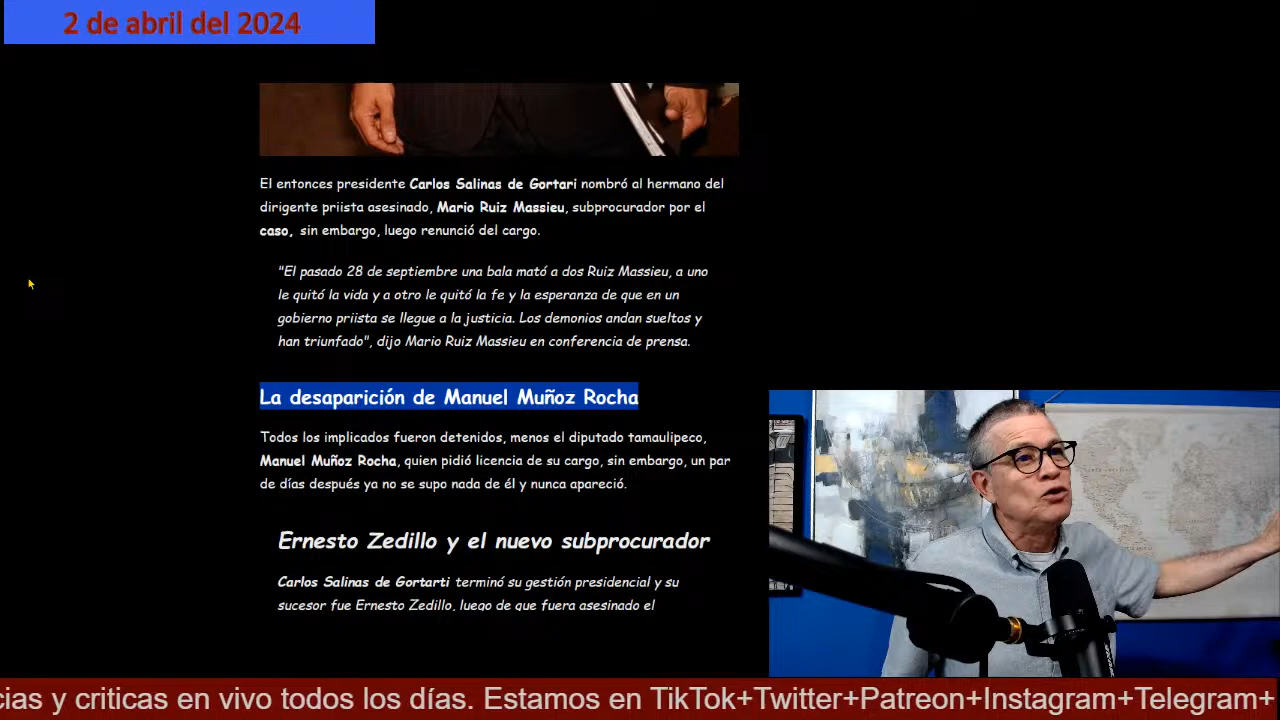 2 de abril del 2024
El entonces presidente Carlos Salinas de Gortari nombró al hermano del
dirigente priista asesinado, Mario Ruiz Massieu, subprocurador por el
caso, sin embargo, luego renunció del cargo.
"El pasado 28 de septiembre una bala mató a dos Ruiz Massieu, a uno
le quitó la vida y a otro le quitó la fe y la esperanza de que en un
gobierno priista se llegue a la justicia. Los demonios andan sueltos y
han triunfado", dijo Mario Ruiz Massieu en conferencia de prensa.
La desaparición de Manuel Muñoz Rocha
Todos los implicados fueron detenidos, menos el diputado tamaulipeco,
Manuel Muñoz Rocha, quien pidió licencia de su cargo, sin embargo, un par
de días después ya no se supo nada de él y nunca apareció.
Ernesto Zedillo y el nuevo subprocurador
Carlos Salinas de Gortarti terminó su gestión presidencial y su
sucesor fue Ernesto Zedillo, luego de que fuera asesinado el
cias y criticas en vivo todos los días. Estamos en TikTok+Twitter+Patreon+Instagram+Telegram+